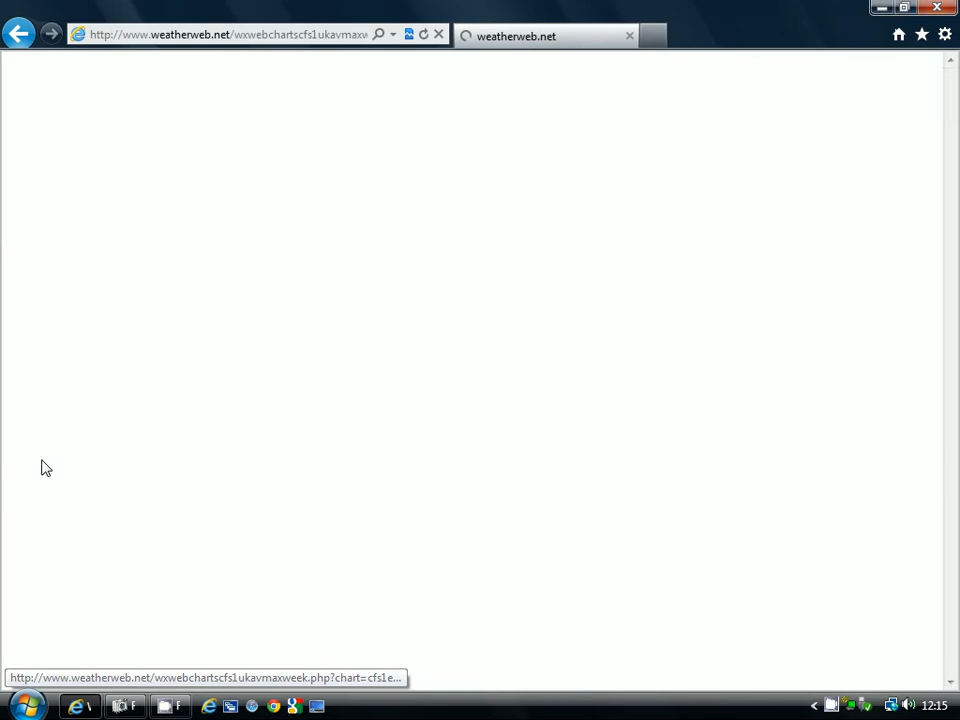 http://www.weatherweb.net/wxwebchartscfs1ukavmaxw
weatherweb.net
http://www.weatherweb.net/wxwebchartscfs1ukavmaxweek.php?chart=cfs1e...
F
F
12:15